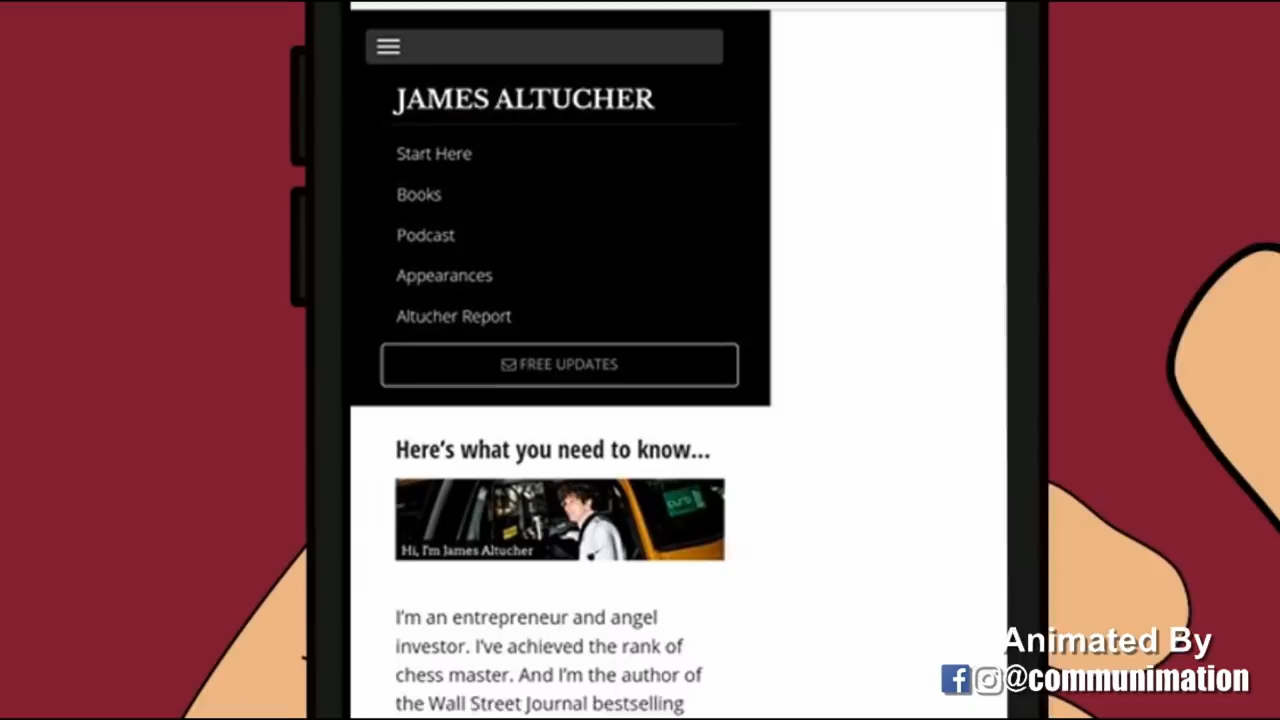 JAMES ALTUCHER
Start Here
Books
Podcast
Appearances
Altucher Report
FREE UPDATES
Here's what you need to know...
Hi, I'm James Altucher
I'm an entrepreneur and angel
investor. I've achieved the rank of
chess master. And I'm the author of
the Wall Street Journal bestselling
Animated By
@communimation